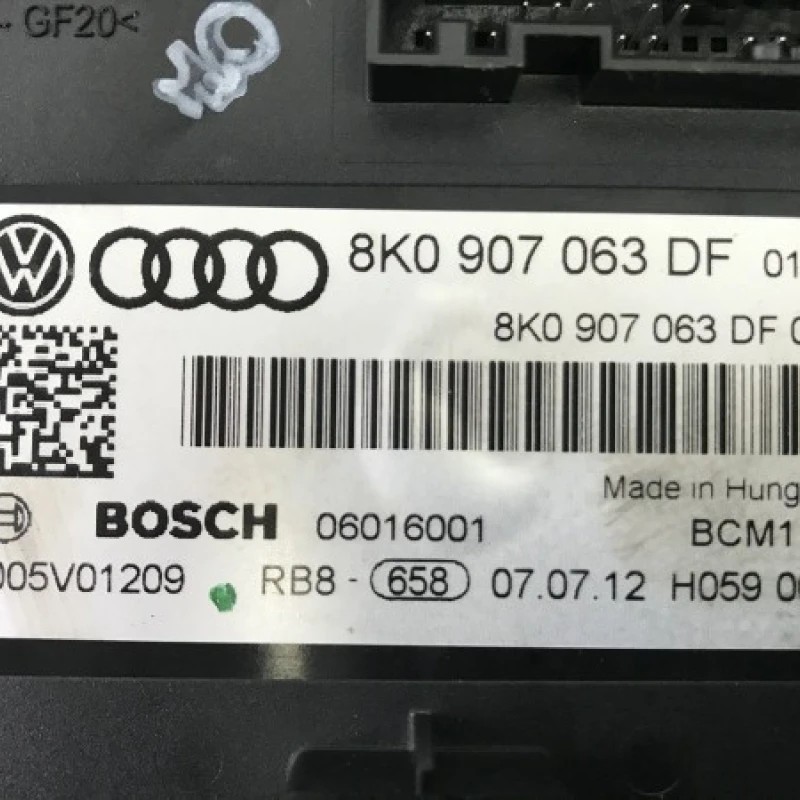 GF20<
8K0 907 063 DF 01
8K0 907 063 DF
Made in Hung
BOSCH 06016001 BCM1
005V01209 RB8 - 658 07.07.12 H059